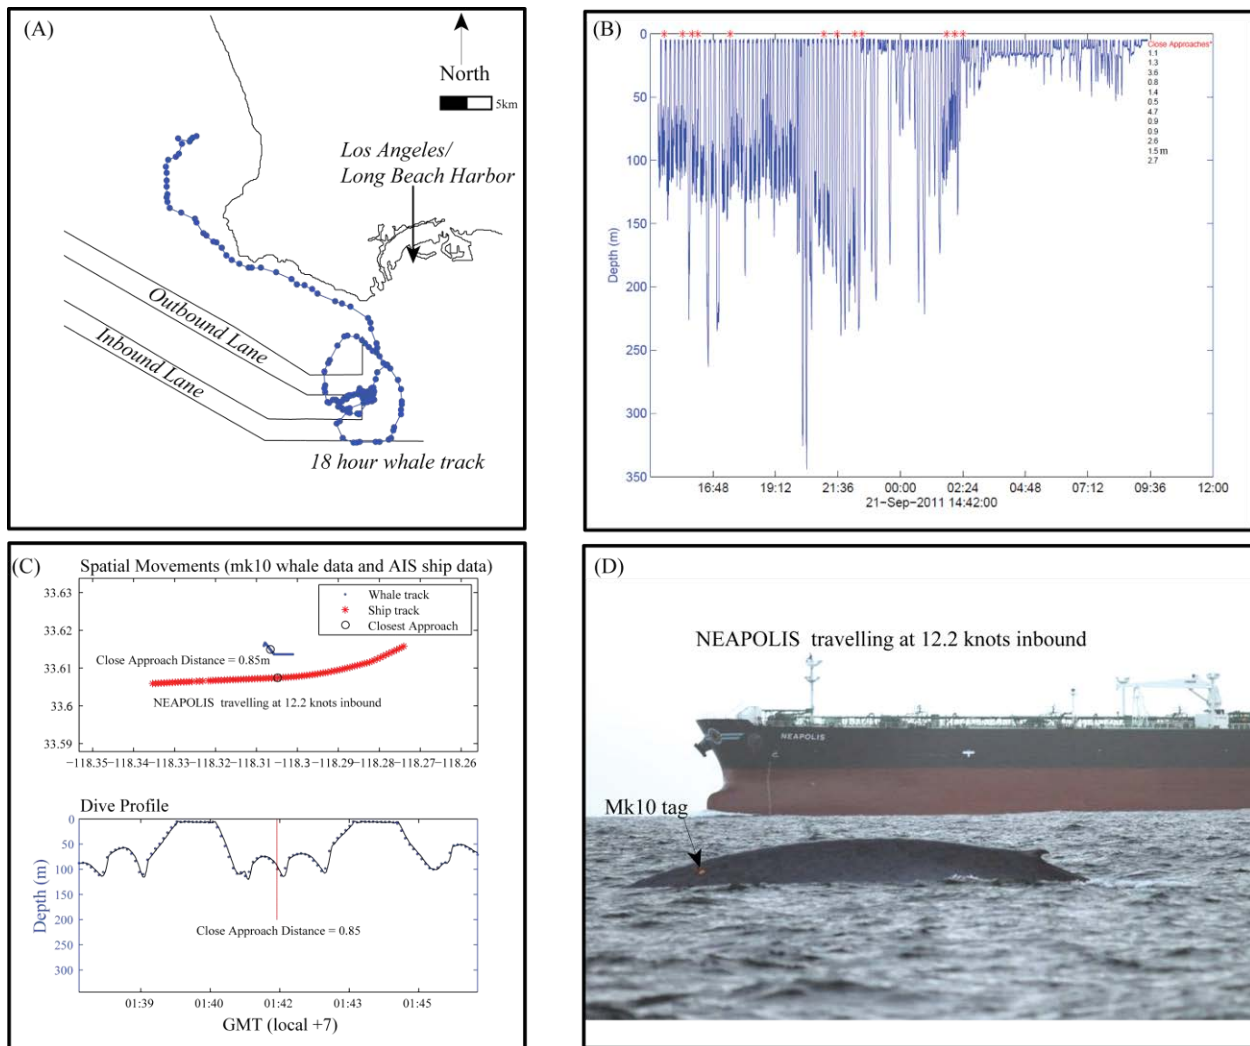 (A)
North
5km
Los Angeles/
Long Beach Harbor
Outbound Lane
Inbound Lane
18 hour whale track
(B)
0
50
100
150
200
250
300
350
Depth (m)
Close Approaches*
1.1
1.3
3.6
0.8
1.4
0.5
4.7
0.9
0.9
2.6
1.5 m
2.7
16:48 19:12 21:36 00:00 02:24 04:48 07:12 09:36 12:00
21-Sep-2011 14:42:00
(C)
Spatial Movements (mk10 whale data and AIS ship data)
33.63
33.62
33.61
33.6
33.59
Whale track
Ship track
Closest Approach
Close Approach Distance = 0.85m
NEAPOLIS travelling at 12.2 knots inbound
-118.35 -118.34 -118.33 -118.32 -118.31 -118.3 -118.29 -118.28 -118.27 -118.26
Dive Profile
0
50
100
150
200
250
300
Depth (m)
Close Approach Distance = 0.85
01:39 01:40 01:42 01:43 01:45
GMT (local +7)
(D)
NEAPOLIS travelling at 12.2 knots inbound
NEAPOLIS
Mk10 tag